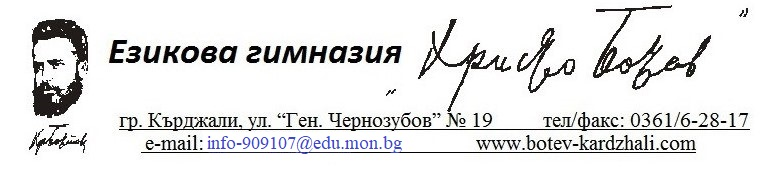 Езикова гимназия „Христо Ботев”
гр. Кърджали, ул. “Ген. Чернозубов” № 19 тел/факс: 0361/6-28-17
e-mail: info-909107@edu.mon.bg www.botev-kardzhali.com